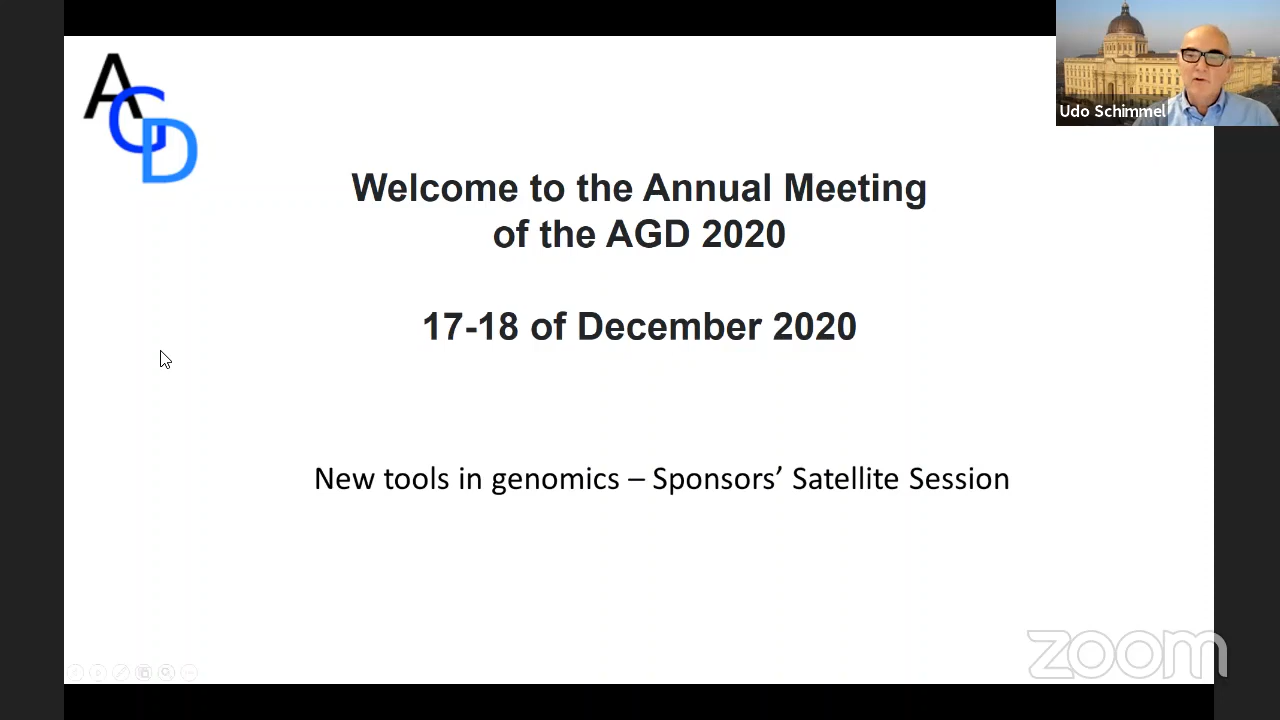 AGD
Udo Schimmel
Welcome to the Annual Meeting
of the AGD 2020
17-18 of December 2020
New tools in genomics – Sponsors’ Satellite Session
zoom